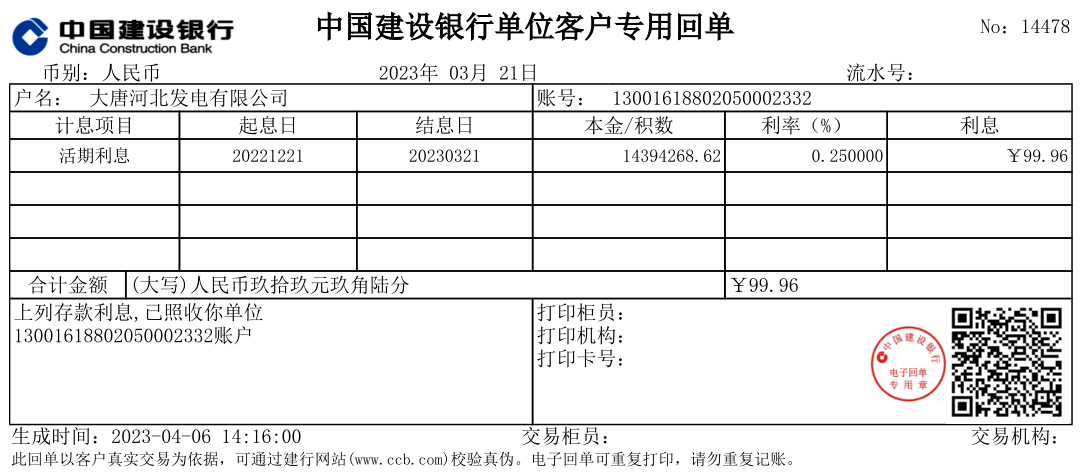 中国建设银行
China Construction Bank
中国建设银行单位客户专用回单
No: 14478
币别：人民币 2023年 03月 21日 流水号：
户名： 大唐河北发电有限公司 账号： 13001618802050002332
计息项目 起息日 结息日 本金/积数 利率（%） 利息
活期利息 20221221 20230321 14394268.62 0.250000 ￥99.96
合计金额 (大写)人民币玖拾玖元玖角陆分 ￥99.96
上列存款利息,已照收你单位
13001618802050002332账户
打印柜员：
打印机构：
打印卡号：
中国建设银行
电子回单
专用章
生成时间：2023-04-06 14:16:00 交易柜员： 交易机构：
此回单以客户真实交易为依据，可通过建行网站(www.ccb.com)校验真伪。电子回单可重复打印，请勿重复记账。